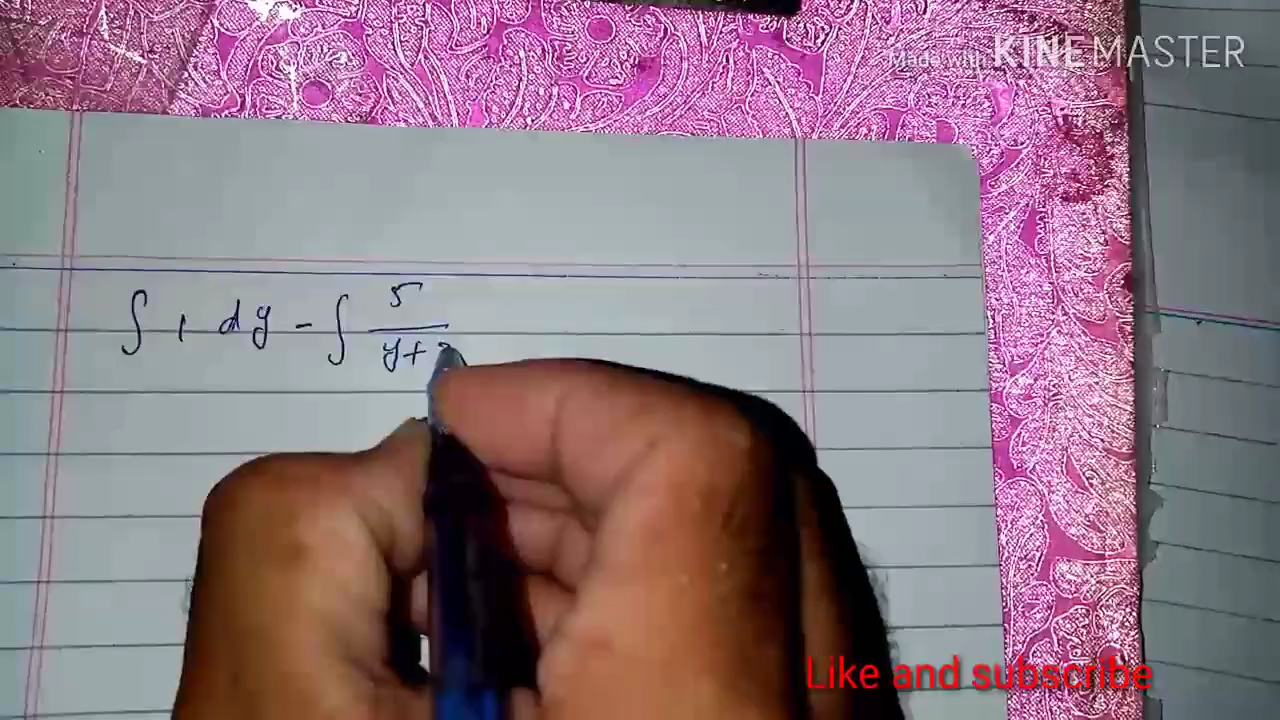 Made with KINEMASTER
∫ 1 dy - ∫ 5/y+
Like and subscribe